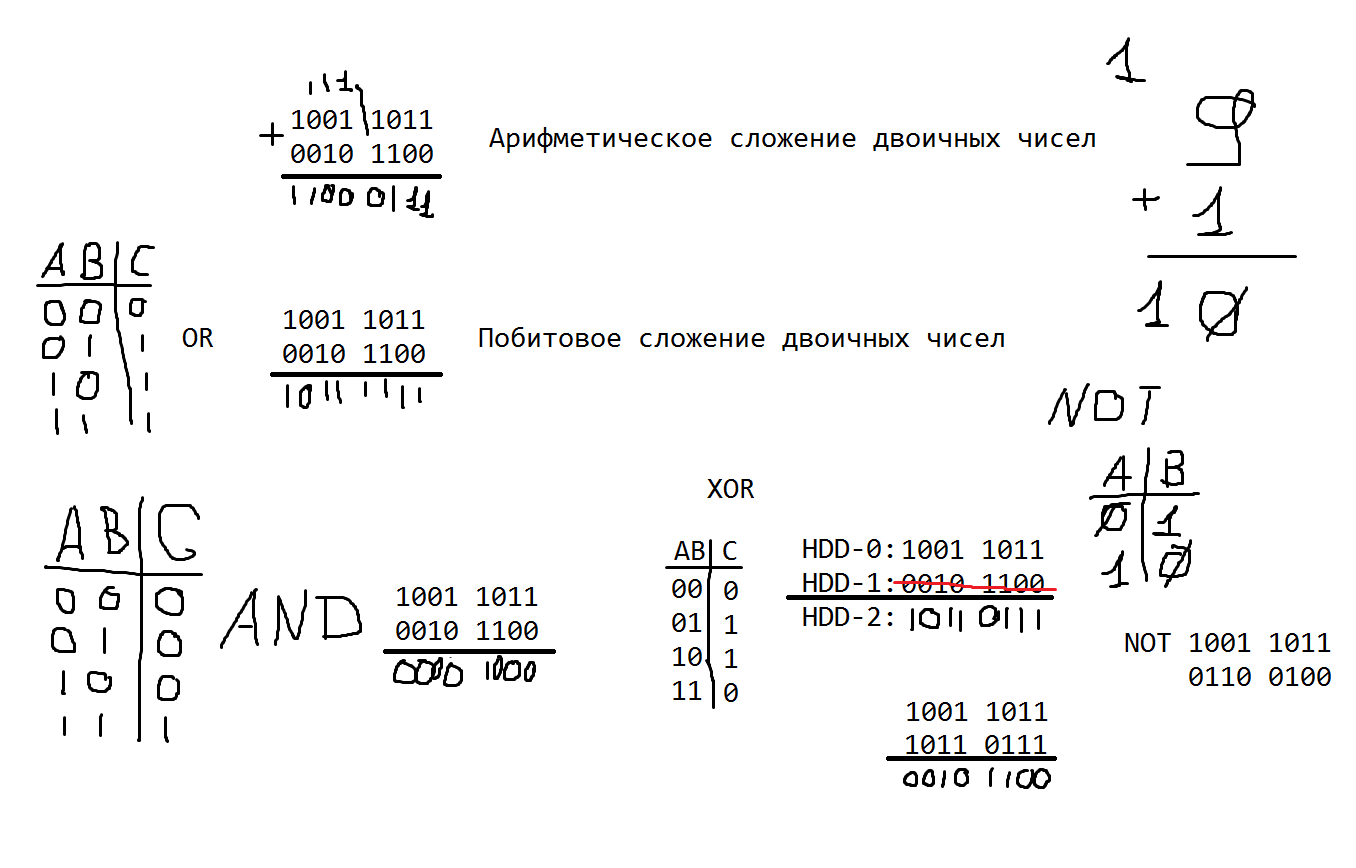 1 1 1
+ 1001 1011
0010 1100
1100 0111
Арифметическое сложение двоичных чисел
1
9
+ 1
10
A B C
0 0 0
0 1 1
1 0 1
1 1 1
OR
1001 1011
0010 1100
1011 1111
Побитовое сложение двоичных чисел
NOT
A B
0 1
1 0
NOT 1001 1011
0110 0100
A B C
0 0 0
0 1 0
1 0 0
1 1 1
AND
1001 1011
0010 1100
0000 1000
XOR
AB C
00 0
01 1
10 1
11 0
HDD-0: 1001 1011
HDD-1: 0010 1100
HDD-2: 1011 0111
1001 1011
1011 0111
0010 1100